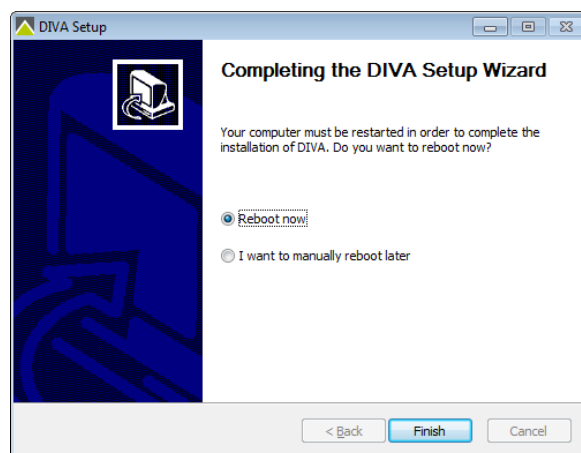 DIVA Setup
Completing the DIVA Setup Wizard
Your computer must be restarted in order to complete the
installation of DIVA. Do you want to reboot now?
Reboot now
I want to manually reboot later
< Back
Finish
Cancel